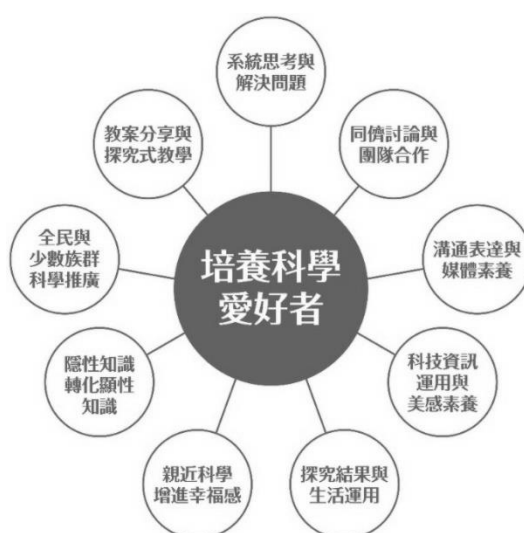 系統思考與
解決問題
同儕討論與
團隊合作
溝通表達與
媒體素養
科技資訊
運用與
美感素養
探究結果與
生活運用
親近科學
增進幸福感
隱性知識
轉化顯性
知識
全民與
少數族群
科學推廣
教案分享與
探究式教學
培養科學
愛好者